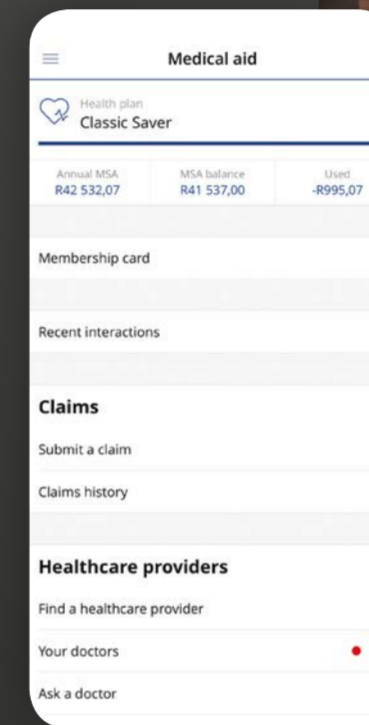 Medical aid
Health plan
Classic Saver
Annual MSA MSA balance Used
R42 532,07 R41 537,00 -R995,07
Membership card
Recent interactions
Claims
Submit a claim
Claims history
Healthcare providers
Find a healthcare provider
Your doctors
Ask a doctor